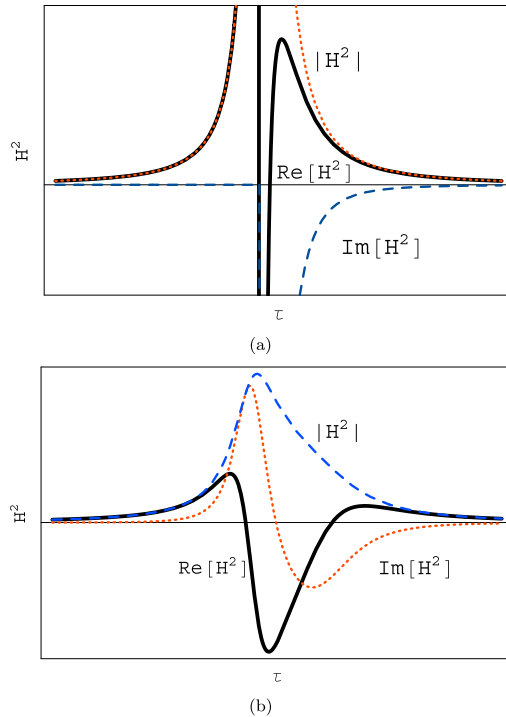 |H²|
H²
Re[H²]
Im[H²]
τ
(a)
|H²|
H²
Re[H²]
Im[H²]
τ
(b)